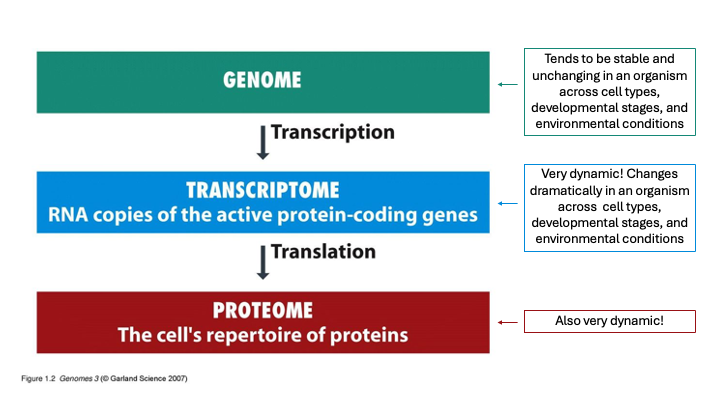 GENOME
Tends to be stable and
unchanging in an organism
across cell types,
developmental stages, and
environmental conditions
Transcription
TRANSCRIPTOME
RNA copies of the active protein-coding genes
Very dynamic! Changes
dramatically in an organism
across cell types,
developmental stages, and
environmental conditions
Translation
PROTEOME
The cell's repertoire of proteins
Also very dynamic!
Figure 1.2 Genomes 3 (© Garland Science 2007)